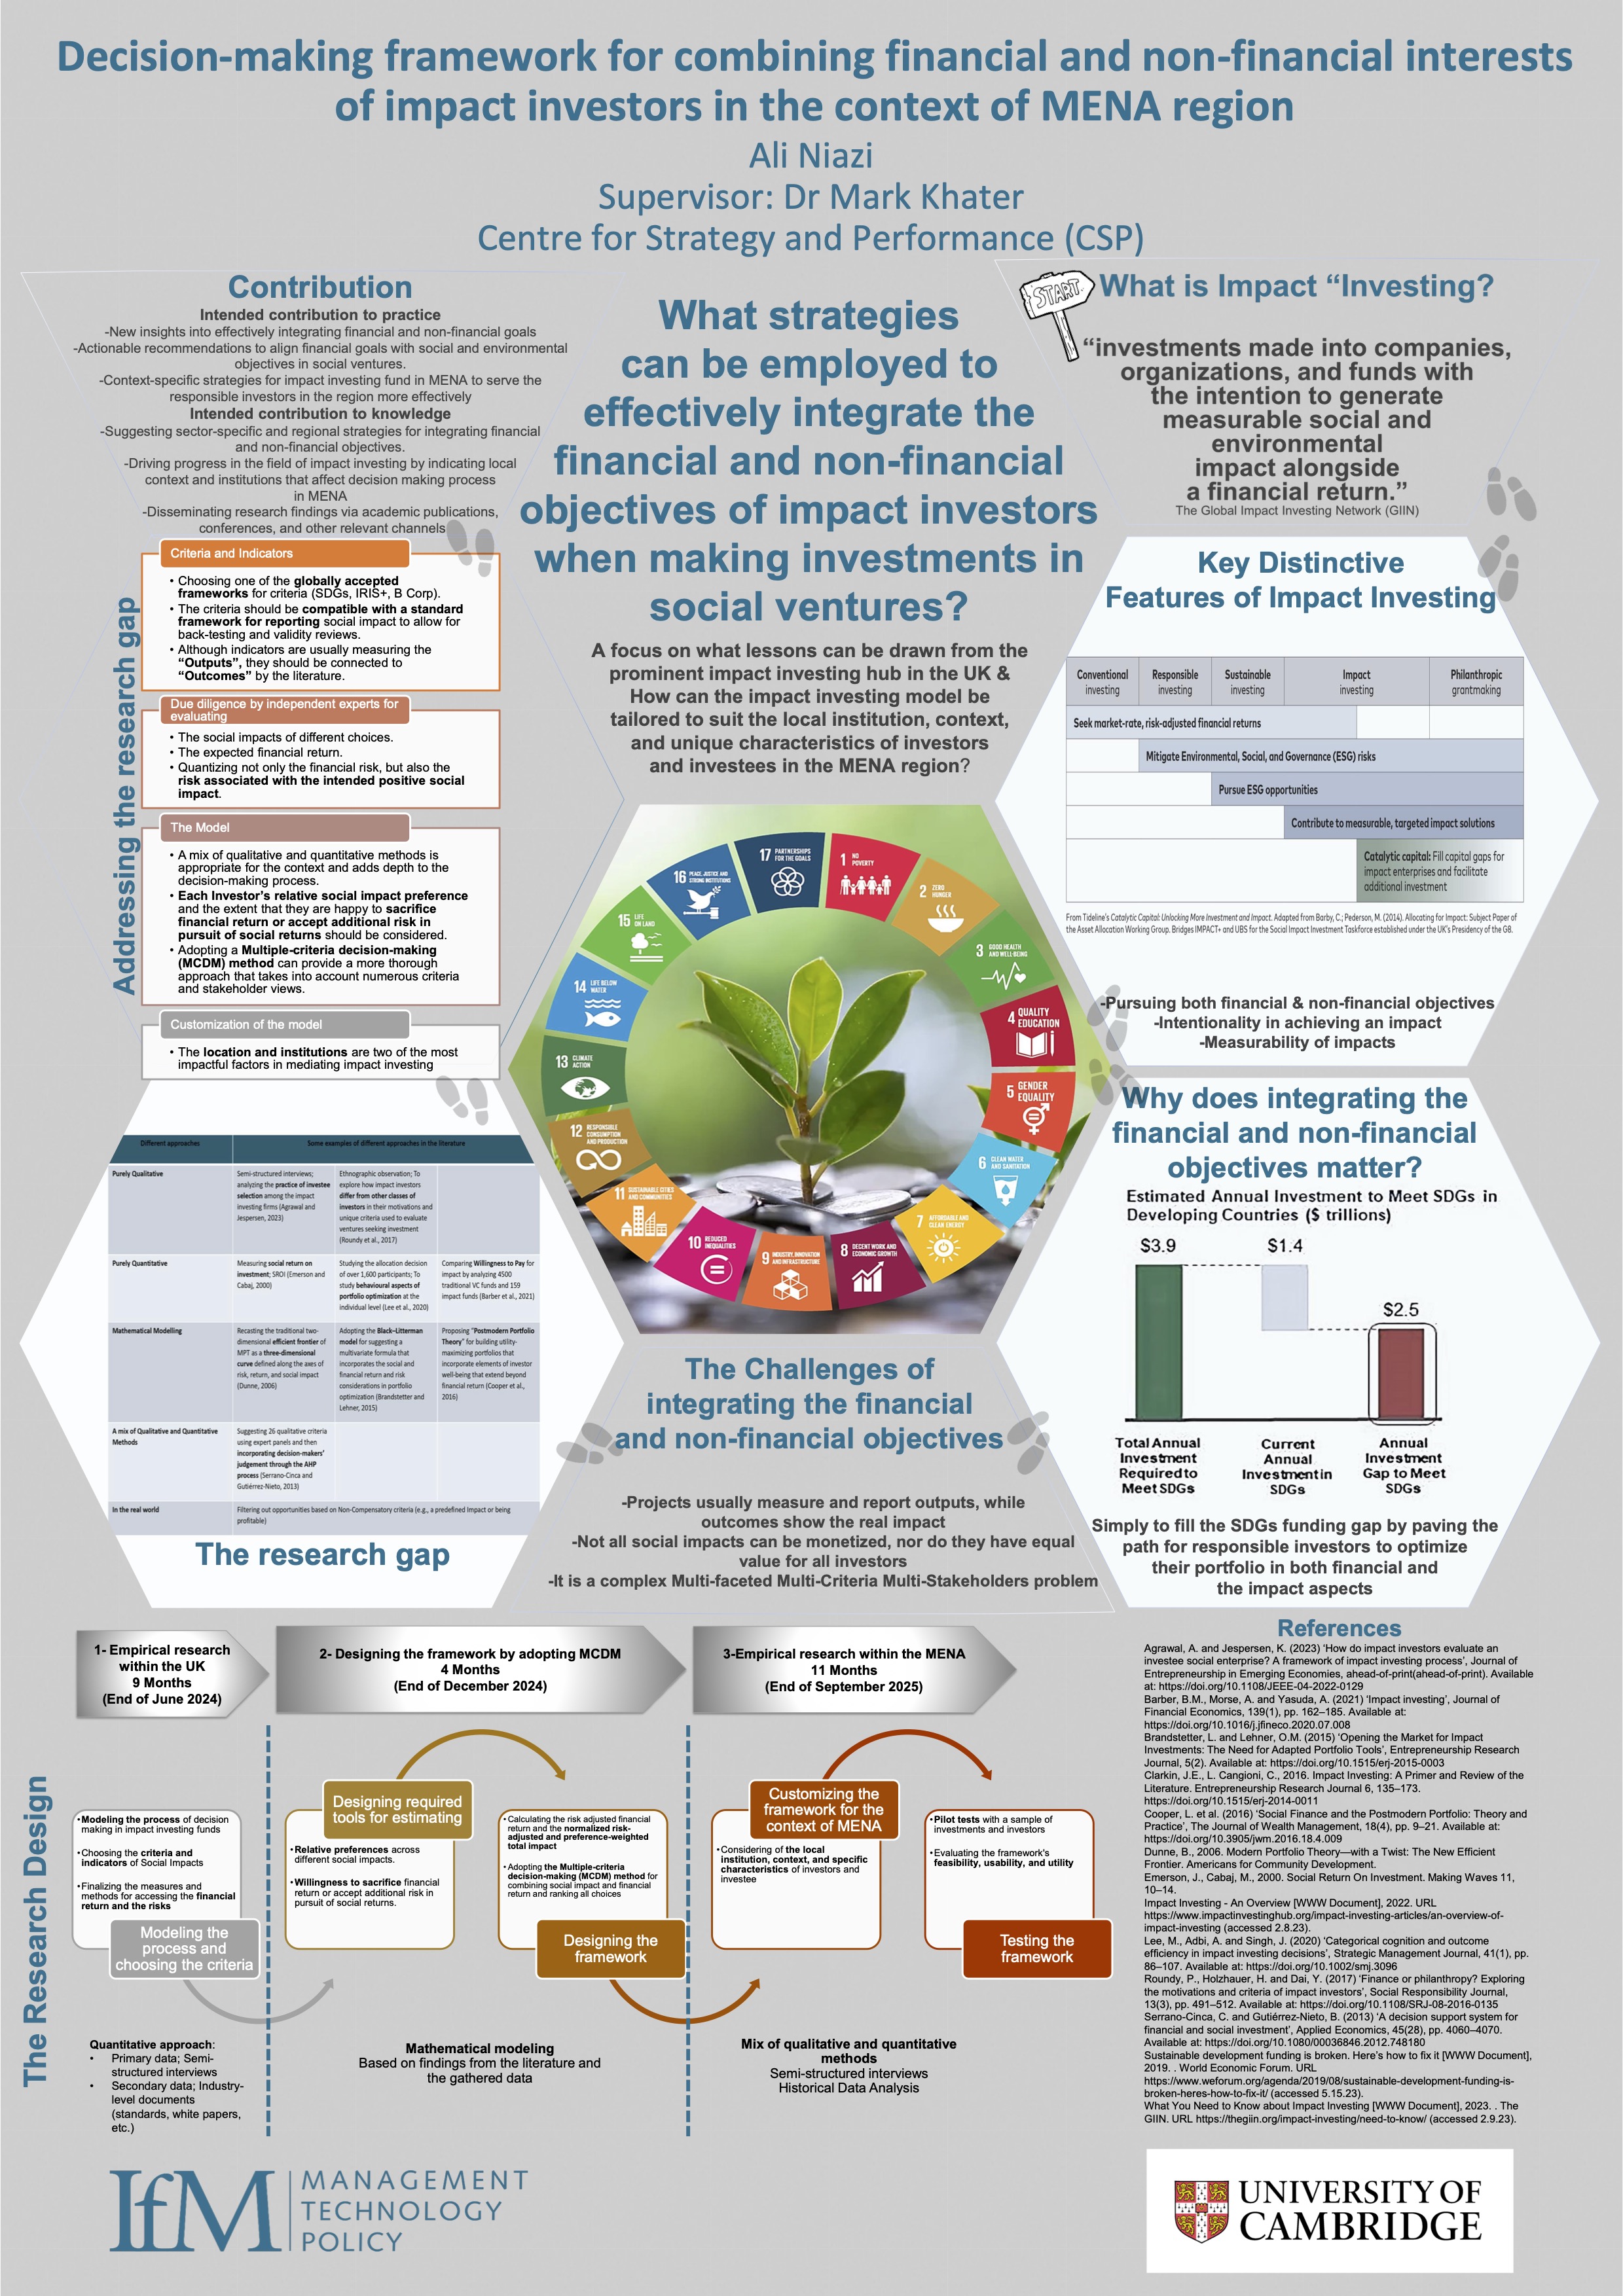 Decision-making framework for combining financial and non-financial interests
of impact investors in the context of MENA region
Ali Niazi
Supervisor: Dr Mark Khater
Centre for Strategy and Performance (CSP)
Contribution
Intended contribution to practice
-New insights into effectively integrating financial and non-financial goals
-Actionable recommendations to align financial goals with social and environmental
objectives in social ventures.
-Context-specific strategies for impact investing fund in MENA to serve the
responsible investors in the region more effectively
Intended contribution to knowledge
-Suggesting sector-specific and regional strategies for integrating financial
and non-financial objectives.
-Driving progress in the field of impact investing by indicating local
context and institutions that affect decision making process
in MENA
-Disseminating research findings via academic publications,
conferences, and other relevant channels
What strategies
can be employed to
effectively integrate the
financial and non-financial
objectives of impact investors
when making investments in
social ventures?
A focus on what lessons can be drawn from the
prominent impact investing hub in the UK &
How can the impact investing model be
tailored to suit the local institution, context,
and unique characteristics of investors
and investees in the MENA region?
START
What is Impact “Investing?
“investments made into companies,
organizations, and funds with
the intention to generate
measurable social and
environmental
impact alongside
a financial return.”
The Global Impact Investing Network (GIIN)
Addressing the research gap
Criteria and Indicators
• Choosing one of the globally accepted
frameworks for criteria (SDGs, IRIS+, B Corp).
• The criteria should be compatible with a standard
framework for reporting social impact to allow for
back-testing and validity reviews.
• Although indicators are usually measuring the
“Outputs”, they should be connected to
“Outcomes” by the literature.
Due diligence by independent experts for
evaluating
• The social impacts of different choices.
• The expected financial return.
• Quantizing not only the financial risk, but also the
risk associated with the intended positive social
impact.
The Model
• A mix of qualitative and quantitative methods is
appropriate for the context and adds depth to the
decision-making process.
• Each Investor’s relative social impact preference
and the extent that they are happy to sacrifice
financial return or accept additional risk in
pursuit of social returns should be considered.
• Adopting a Multiple-criteria decision-making
(MCDM) method can provide a more thorough
approach that takes into account numerous criteria
and stakeholder views.
Customization of the model
• The location and institutions are two of the most
impactful factors in mediating impact investing
Key Distinctive
Features of Impact Investing
Conventional investing
Responsible investing
Sustainable investing
Impact investing
Philanthropic grantmaking
Seek market-rate, risk-adjusted financial returns
Mitigate Environmental, Social, and Governance (ESG) risks
Pursue ESG opportunities
Contribute to measurable, targeted impact solutions
Catalytic capital: Fill capital gaps for
impact enterprises and facilitate
additional investment
From Tideline’s Catalytic Capital: Unlocking More Investment and Impact. Adapted from Barby, C.; Pederson, M. (2014). Allocating for Impact: Subject Paper of
the Asset Allocation Working Group. Bridges IMPACT+ and UBS for the Social Impact Investment Taskforce established under the UK’s Presidency of the G8.
-Pursuing both financial & non-financial objectives
-Intentionality in achieving an impact
-Measurability of impacts
1 NO POVERTY
2 ZERO HUNGER
3 GOOD HEALTH AND WELL-BEING
4 QUALITY EDUCATION
5 GENDER EQUALITY
6 CLEAN WATER AND SANITATION
7 AFFORDABLE AND CLEAN ENERGY
8 DECENT WORK AND ECONOMIC GROWTH
9 INDUSTRY, INNOVATION AND INFRASTRUCTURE
10 REDUCED INEQUALITIES
11 SUSTAINABLE CITIES AND COMMUNITIES
12 RESPONSIBLE CONSUMPTION AND PRODUCTION
13 CLIMATE ACTION
14 LIFE BELOW WATER
15 LIFE ON LAND
16 PEACE, JUSTICE AND STRONG INSTITUTIONS
17 PARTNERSHIPS FOR THE GOALS
Different approaches
Some examples of different approaches in the literature
Purely Qualitative
Semi-structured interviews;
analyzing the practice of investee
selection among the impact
investing firms (Agrawal and
Jespersen, 2023)
Ethnographic observation; To
explore how impact investors
differ from other classes of
investors in their motivations and
unique criteria used to evaluate
ventures seeking investment
(Roundy et al., 2017)
Purely Quantitative
Measuring social return on
investment; SROI (Emerson and
Cabaj, 2000)
Studying the allocation decision
of over 1,600 participants; To
study behavioural aspects of
portfolio optimization at the
individual level (Lee et al., 2020)
Comparing Willingness to Pay for
impact by analyzing 4500
traditional VC funds and 159
impact funds (Barber et al., 2021)
Mathematical Modelling
Recasting the traditional two-
dimensional efficient frontier of
MPT as a three-dimensional
curve defined along the axes of
risk, return, and social impact
(Dunne, 2006)
Adopting the Black–Litterman
model for suggesting a
multivariate formula that
incorporates the social and
financial return and risk
considerations in portfolio
optimization (Brandstetter and
Lehner, 2015)
Proposing “Postmodern Portfolio
Theory” for building utility-
maximizing portfolios that
incorporate elements of investor
well-being that extend beyond
financial return (Cooper et al.,
2016)
A mix of Qualitative and Quantitative
Methods
Suggesting 26 qualitative criteria
using expert panels and then
incorporating decision-makers’
judgement through the AHP
process (Serrano-Cinca and
Gutiérrez-Nieto, 2013)
In the real world
Filtering out opportunities based on Non-Compensatory criteria (e.g., a predefined Impact or being
profitable)
The research gap
The Challenges of
integrating the financial
and non-financial objectives
-Projects usually measure and report outputs, while
outcomes show the real impact
-Not all social impacts can be monetized, nor do they have equal
value for all investors
-It is a complex Multi-faceted Multi-Criteria Multi-Stakeholders problem
Why does integrating the
financial and non-financial
objectives matter?
Estimated Annual Investment to Meet SDGs in
Developing Countries ($ trillions)
$3.9
$1.4
$2.5
Total Annual
Investment
Required to
Meet SDGs
Current
Annual
Investment in
SDGs
Annual
Investment
Gap to Meet
SDGs
Simply to fill the SDGs funding gap by paving the
path for responsible investors to optimize
their portfolio in both financial and
the impact aspects
The Research Design
1- Empirical research
within the UK
9 Months
(End of June 2024)
2- Designing the framework by adopting MCDM
4 Months
(End of December 2024)
3-Empirical research within the MENA
11 Months
(End of September 2025)
•Modeling the process of decision
making in impact investing funds
•Choosing the criteria and
indicators of Social Impacts
•Finalizing the measures and
methods for accessing the financial
return and the risks
Modeling the
process and
choosing the criteria
Designing required
tools for estimating
•Relative preferences across
different social impacts.
•Willingness to sacrifice financial
return or accept additional risk in
pursuit of social returns.
•Calculating the risk adjusted financial
return and the normalized risk-
adjusted and preference-weighted
total impact
•Adopting the Multiple-criteria
decision-making (MCDM) method for
combining social impact and financial
return and ranking all choices
Designing the
framework
Customizing the
framework for the
context of MENA
•Considering of the local
institution, context, and specific
characteristics of investors and
investee
•Pilot tests with a sample of
investments and investors
•Evaluating the framework's
feasibility, usability, and utility
Testing the
framework
Quantitative approach:
• Primary data; Semi-
structured interviews
• Secondary data; Industry-
level documents
(standards, white papers,
etc.)
Mathematical modeling
Based on findings from the literature and
the gathered data
Mix of qualitative and quantitative
methods
Semi-structured interviews
Historical Data Analysis
References
Agrawal, A. and Jespersen, K. (2023) ‘How do impact investors evaluate an
investee social enterprise? A framework of impact investing process’, Journal of
Entrepreneurship in Emerging Economies, ahead-of-print(ahead-of-print). Available
at: https://doi.org/10.1108/JEEE-04-2022-0129
Barber, B.M., Morse, A. and Yasuda, A. (2021) ‘Impact investing’, Journal of
Financial Economics, 139(1), pp. 162–185. Available at:
https://doi.org/10.1016/j.jfineco.2020.07.008
Brandstetter, L. and Lehner, O.M. (2015) ‘Opening the Market for Impact
Investments: The Need for Adapted Portfolio Tools’, Entrepreneurship Research
Journal, 5(2). Available at: https://doi.org/10.1515/erj-2015-0003
Clarkin, J.E., L. Cangioni, C., 2016. Impact Investing: A Primer and Review of the
Literature. Entrepreneurship Research Journal 6, 135–173.
https://doi.org/10.1515/erj-2014-0011
Cooper, L. et al. (2016) ‘Social Finance and the Postmodern Portfolio: Theory and
Practice’, The Journal of Wealth Management, 18(4), pp. 9–21. Available at:
https://doi.org/10.3905/jwm.2016.18.4.009
Dunne, B., 2006. Modern Portfolio Theory—with a Twist: The New Efficient
Frontier. Americans for Community Development.
Emerson, J., Cabaj, M., 2000. Social Return On Investment. Making Waves 11,
10–14.
Impact Investing - An Overview [WWW Document], 2022. URL
https://www.impactinvestinghub.org/impact-investing-articles/an-overview-of-
impact-investing (accessed 2.8.23).
Lee, M., Adbi, A. and Singh, J. (2020) ‘Categorical cognition and outcome
efficiency in impact investing decisions’, Strategic Management Journal, 41(1), pp.
86–107. Available at: https://doi.org/10.1002/smj.3096
Roundy, P., Holzhauer, H. and Dai, Y. (2017) ‘Finance or philanthropy? Exploring
the motivations and criteria of impact investors’, Social Responsibility Journal,
13(3), pp. 491–512. Available at: https://doi.org/10.1108/SRJ-08-2016-0135
Serrano-Cinca, C. and Gutiérrez-Nieto, B. (2013) ‘A decision support system for
financial and social investment’, Applied Economics, 45(28), pp. 4060–4070.
Available at: https://doi.org/10.1080/00036846.2012.748180
Sustainable development funding is broken. Here’s how to fix it [WWW Document],
2019. . World Economic Forum. URL
https://www.weforum.org/agenda/2019/08/sustainable-development-funding-is-
broken-heres-how-to-fix-it/ (accessed 5.15.23).
What You Need to Know about Impact Investing [WWW Document], 2023. . The
GIIN. URL https://thegiin.org/impact-investing/need-to-know/ (accessed 2.9.23).
IfM
MANAGEMENT
TECHNOLOGY
POLICY
UNIVERSITY OF
CAMBRIDGE